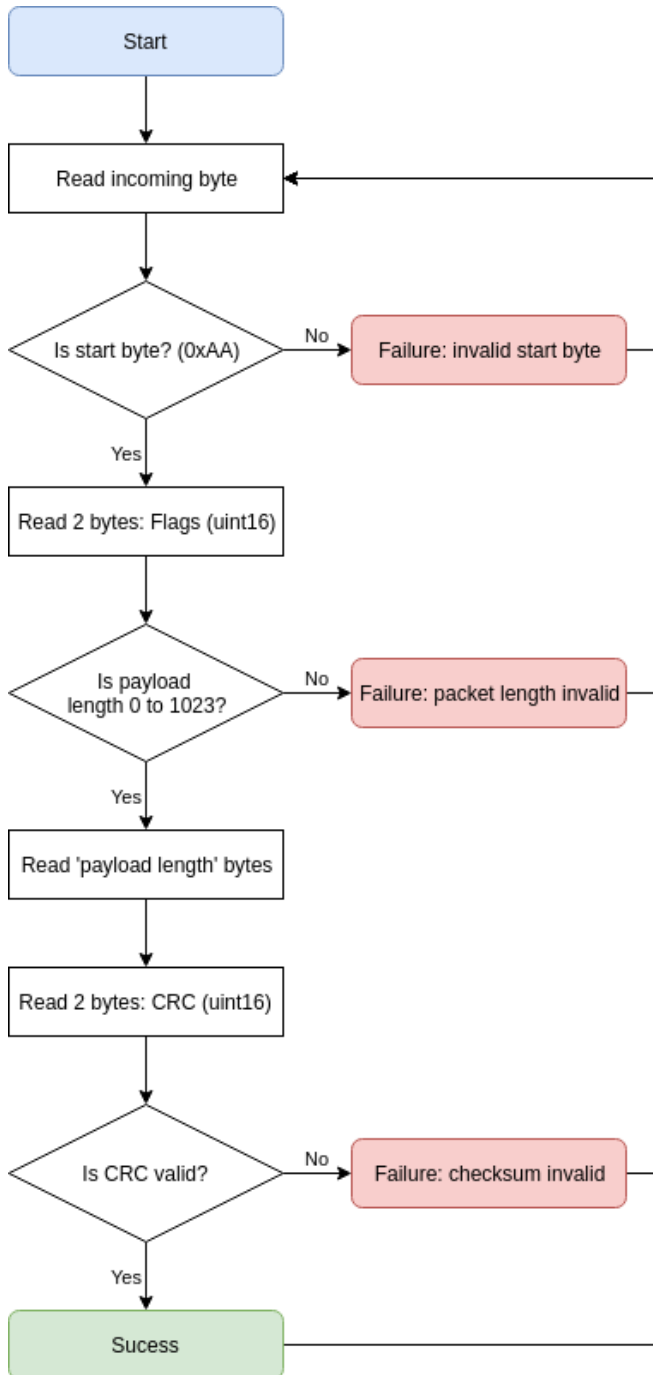 Start
Read incoming byte
Is start byte? (0xAA)
No
Failure: invalid start byte
Yes
Read 2 bytes: Flags (uint16)
Is payload
length 0 to 1023?
No
Failure: packet length invalid
Yes
Read 'payload length' bytes
Read 2 bytes: CRC (uint16)
Is CRC valid?
No
Failure: checksum invalid
Yes
Sucess